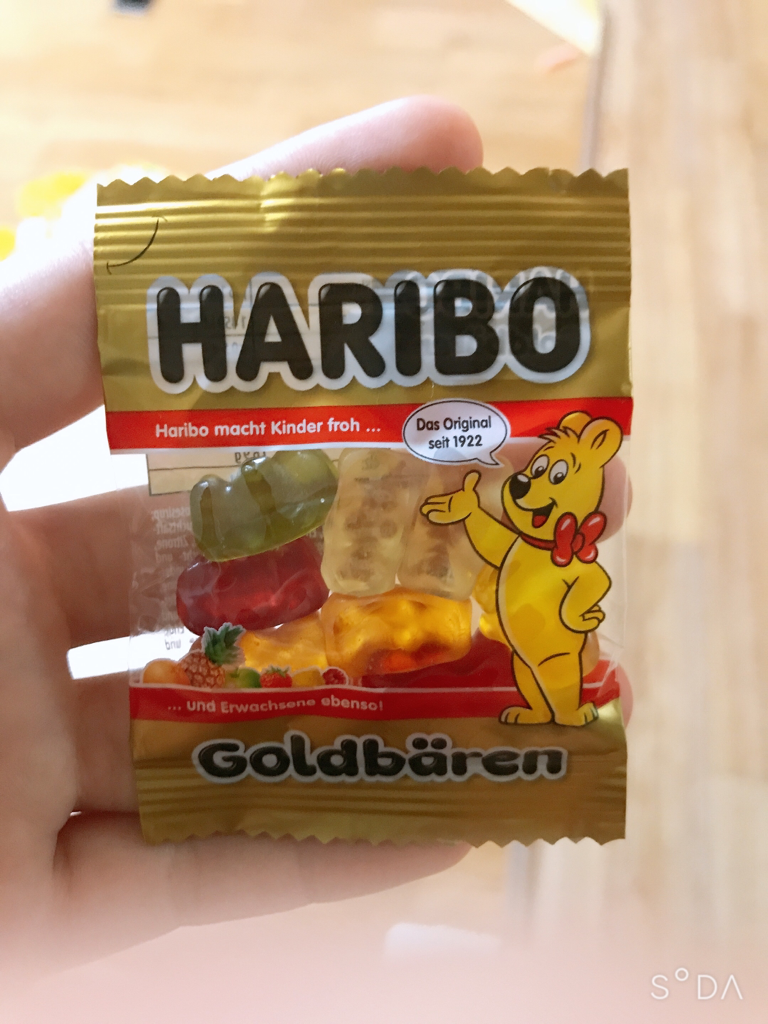 HARIBO
Haribo macht Kinder froh ...
Das Original
seit 1922
... und Erwachsene ebenso!
Goldbären
S°DA